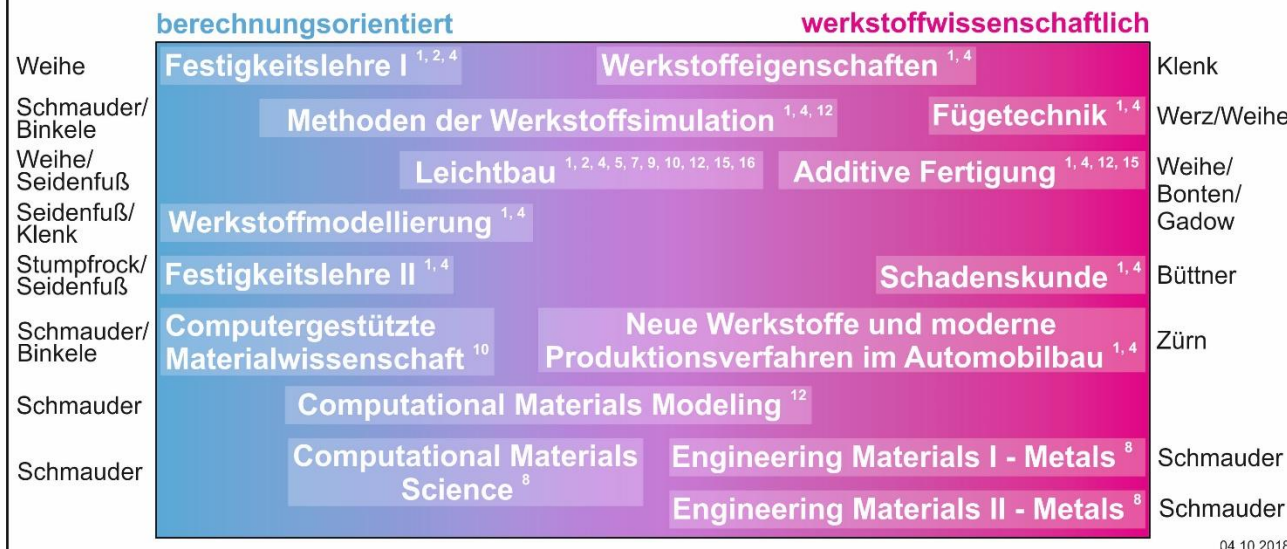 berechnungsorientiert werkstoffwissenschaftlich
Weihe Festigkeitslehre I 1, 2, 4 Werkstoffeigenschaften 1, 4 Klenk
Schmauder/
Binkele Methoden der Werkstoffsimulation 1, 4, 12 Fügetechnik 1, 4 Werz/Weihe
Weihe/
Seidenfuß Leichtbau 1, 2, 4, 5, 7, 9, 10, 12, 15, 16 Additive Fertigung 1, 4, 12, 15 Weihe/
Bonten/
Gadow
Seidenfuß/
Klenk Werkstoffmodellierung 1, 4
Stumpfrock/
Seidenfuß Festigkeitslehre II 1, 4 Schadenskunde 1, 4 Büttner
Schmauder/
Binkele Computergestützte
Materialwissenschaft 10 Neue Werkstoffe und moderne
Produktionsverfahren im Automobilbau 1, 4 Zürn
Schmauder Computational Materials Modeling 12
Schmauder Computational Materials
Science 8 Engineering Materials I - Metals 8 Schmauder
Engineering Materials II - Metals 8 Schmauder
04.10.2018